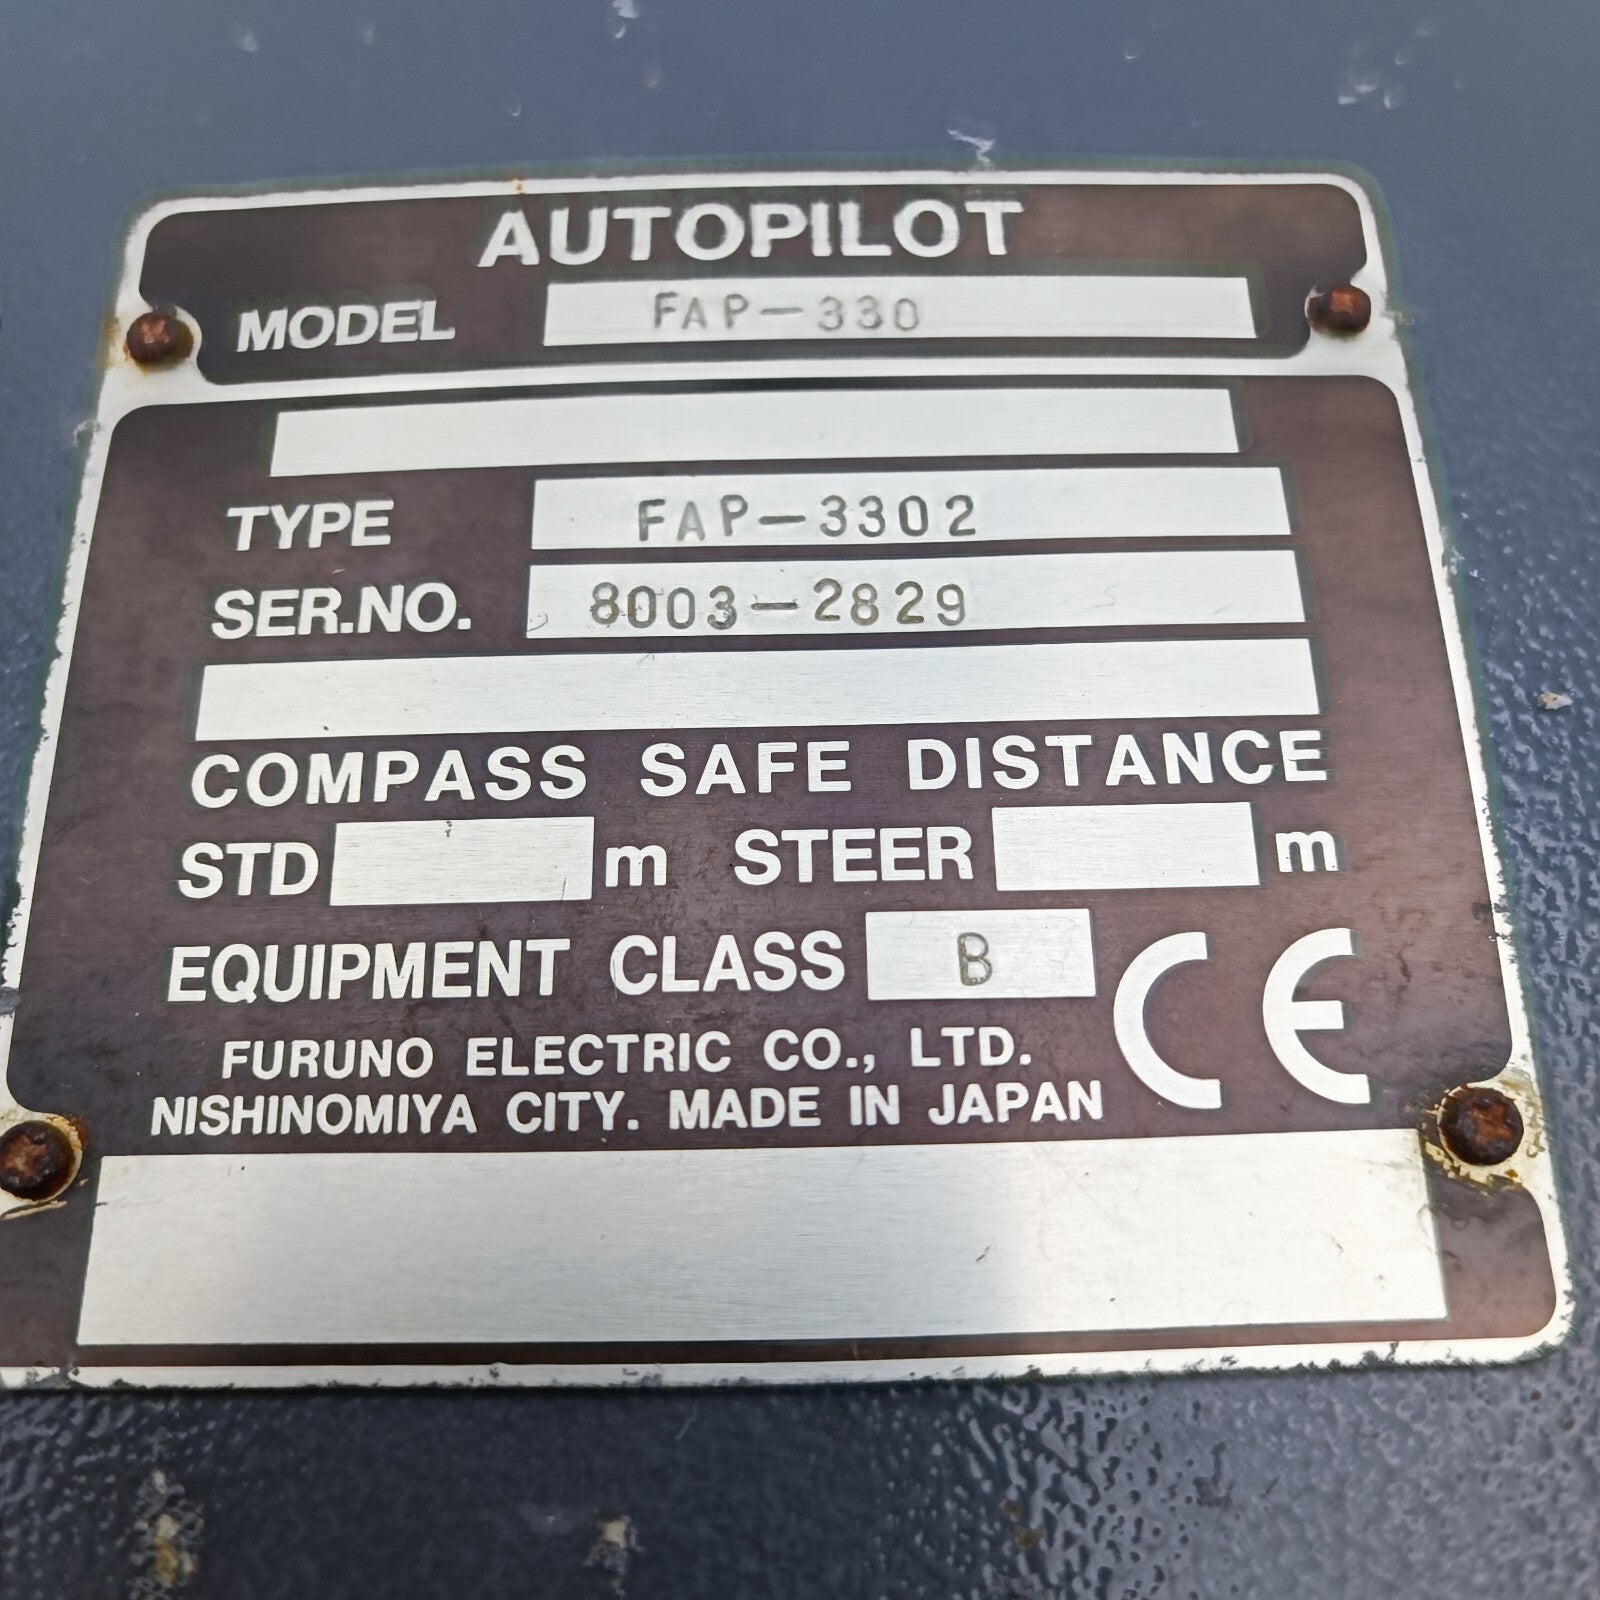 AUTOPILOT
MODEL FAP-330
TYPE FAP-3302
SER.NO. 8003-2829
COMPASS SAFE DISTANCE
STD m STEER m
EQUIPMENT CLASS B
CE
FURUNO ELECTRIC CO., LTD.
NISHINOMIYA CITY. MADE IN JAPAN